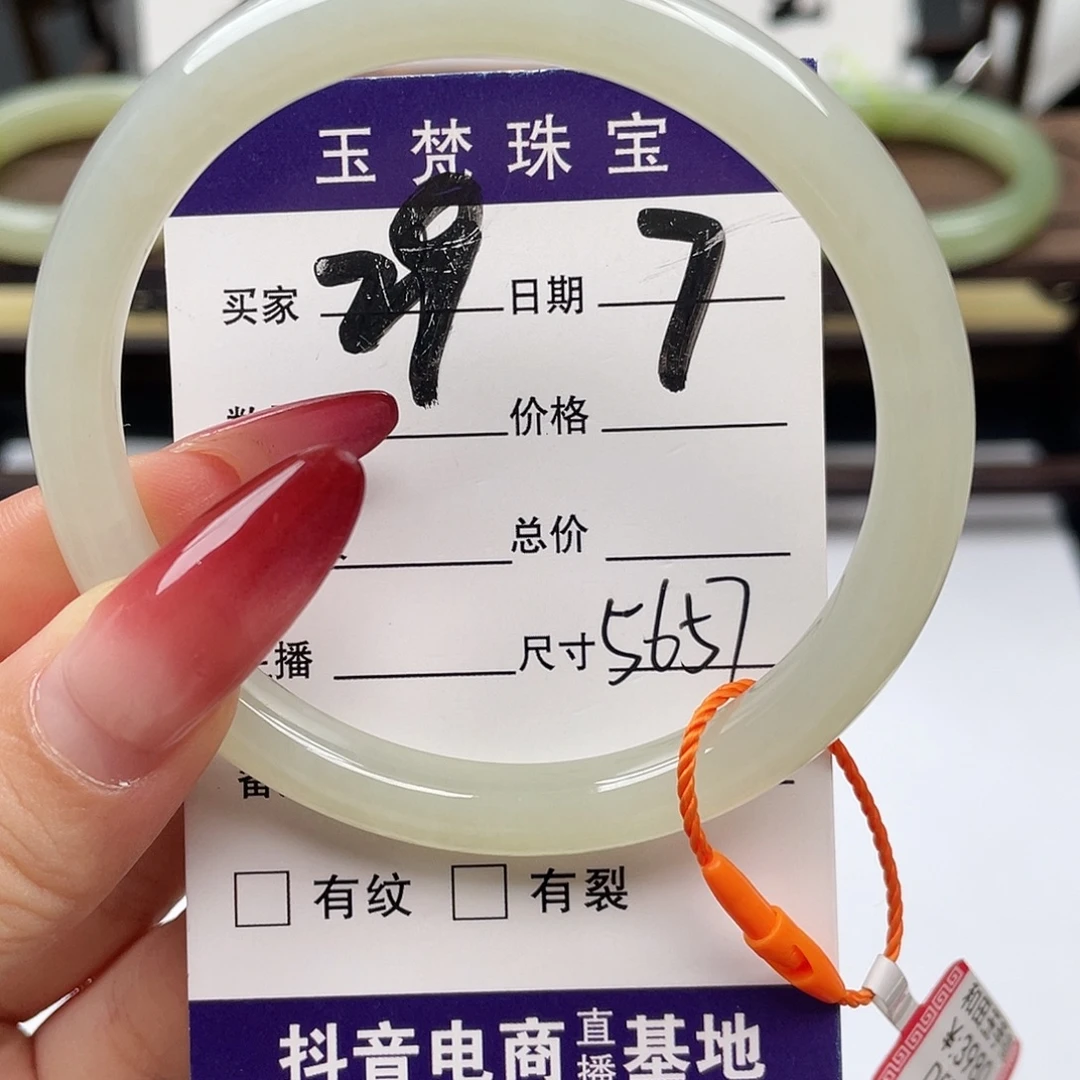 玉梵珠宝
买家 29 日期 7
价格
总价
播 尺寸 5657
有纹 有裂
抖音电商直播基地